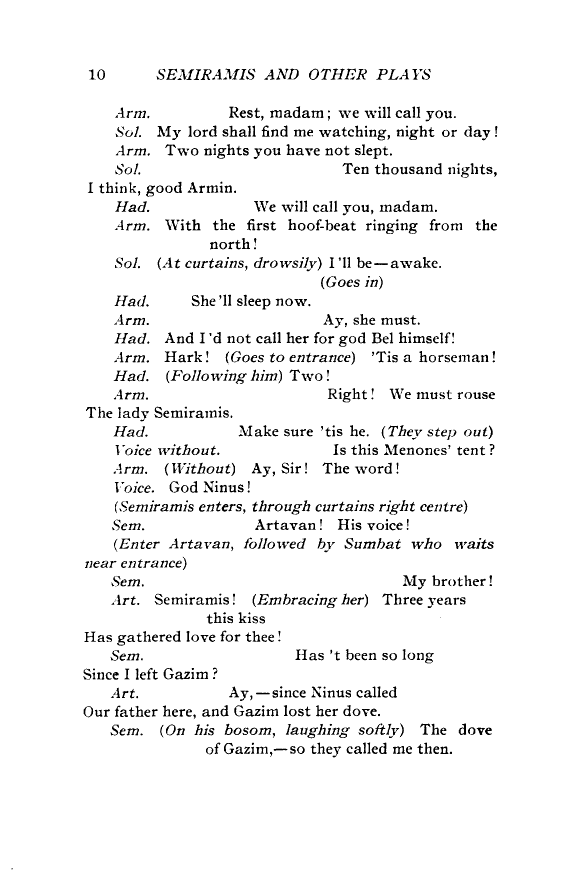 10 SEMIRAMIS AND OTHER PLAYS
Arm. Rest, madam; we will call you.
Sol. My lord shall find me watching, night or day!
Arm. Two nights you have not slept.
Sol. Ten thousand nights,
I think, good Armin.
Had. We will call you, madam.
Arm. With the first hoof-beat ringing from the
north!
Sol. (At curtains, drowsily) I 'll be—awake.
(Goes in)
Had. She 'll sleep now.
Arm. Ay, she must.
Had. And I 'd not call her for god Bel himself!
Arm. Hark! (Goes to entrance) 'Tis a horseman!
Had. (Following him) Two!
Arm. Right! We must rouse
The lady Semiramis.
Had. Make sure 'tis he. (They step out)
Voice without. Is this Menones' tent?
Arm. (Without) Ay, Sir! The word!
Voice. God Ninus!
(Semiramis enters, through curtains right centre)
Sem. Artavan! His voice!
(Enter Artavan, followed by Sumbat who waits
near entrance)
Sem. My brother!
Art. Semiramis! (Embracing her) Three years
this kiss
Has gathered love for thee!
Sem. Has 't been so long
Since I left Gazim?
Art. Ay,—since Ninus called
Our father here, and Gazim lost her dove.
Sem. (On his bosom, laughing softly) The dove
of Gazim,—so they called me then.